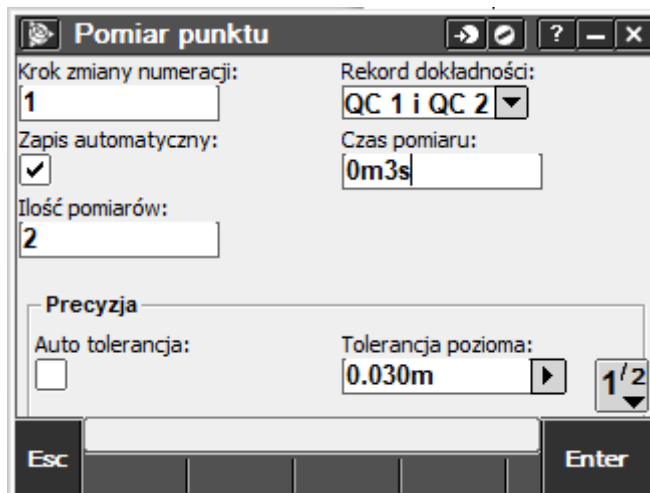 Pomiar punktu
?
Krok zmiany numeracji:
Rekord dokładności:
1
QC 1 i QC 2
Zapis automatyczny:
Czas pomiaru:
0m3s
Ilość pomiarów:
2
Precyzja
Auto tolerancja:
Tolerancja pozioma:
0.030m
1/2
Esc
Enter